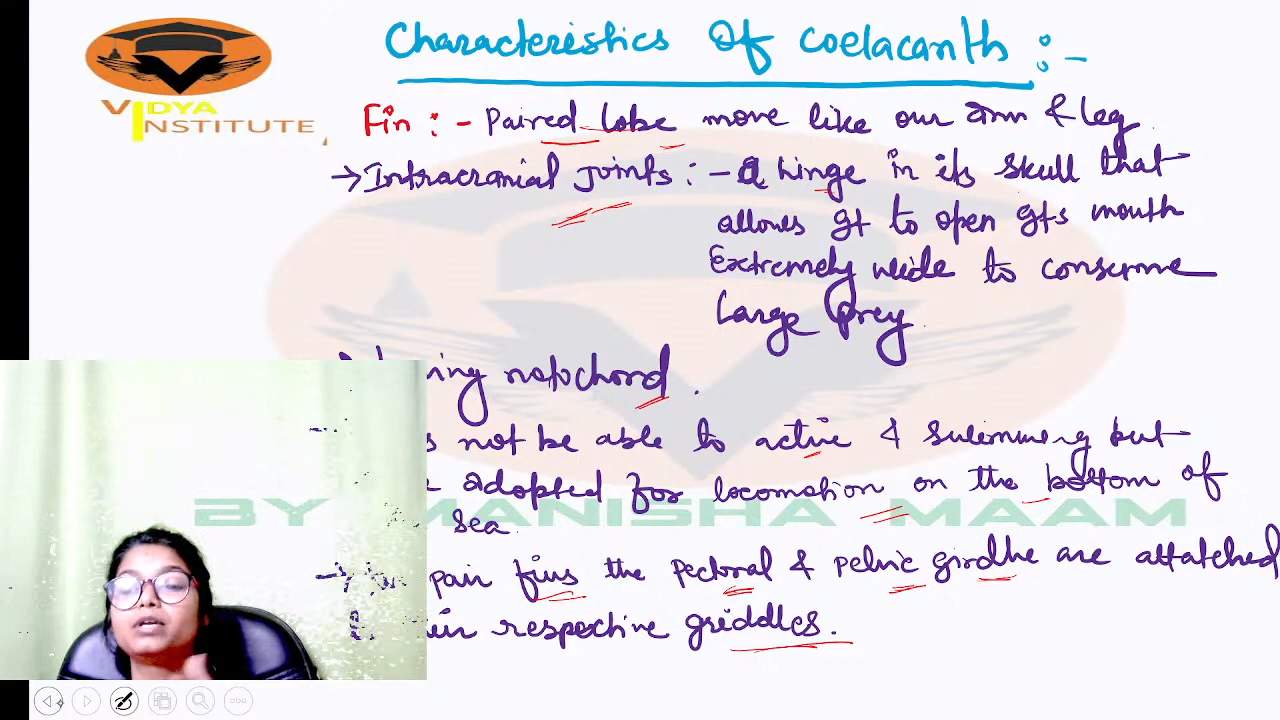 Characteristics of coelacanth :-
VIDYA
INSTITUTE
Fin :- Paired lobe move like our arm & leg
→ Intracranial joints :- a hinge in its skull that
allows it to open its mouth
Extremely wide to consume
Large prey.
notochord.
not be able to active & swimming but
adopted for locomotion on the bottom of
sea.
pair fins the pectoral & pelvic girdle are attatched
respective griddles.
BY MANISHA MAAM